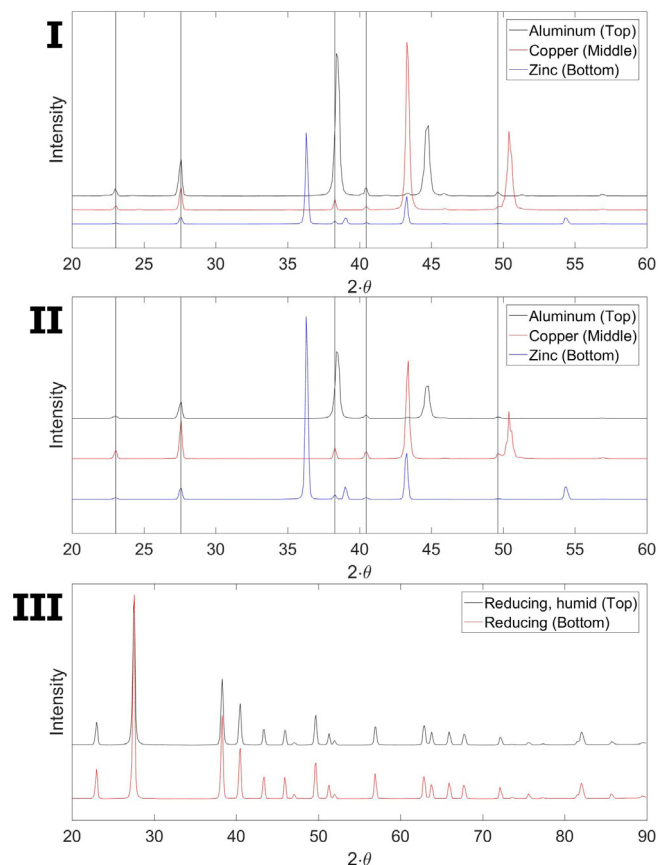 I
Aluminum (Top)
Copper (Middle)
Zinc (Bottom)
Intensity
20 25 30 35 40 45 50 55 60
2·θ
II
Aluminum (Top)
Copper (Middle)
Zinc (Bottom)
Intensity
20 25 30 35 40 45 50 55 60
2·θ
III
Reducing, humid (Top)
Reducing (Bottom)
Intensity
20 30 40 50 60 70 80 90
2·θ